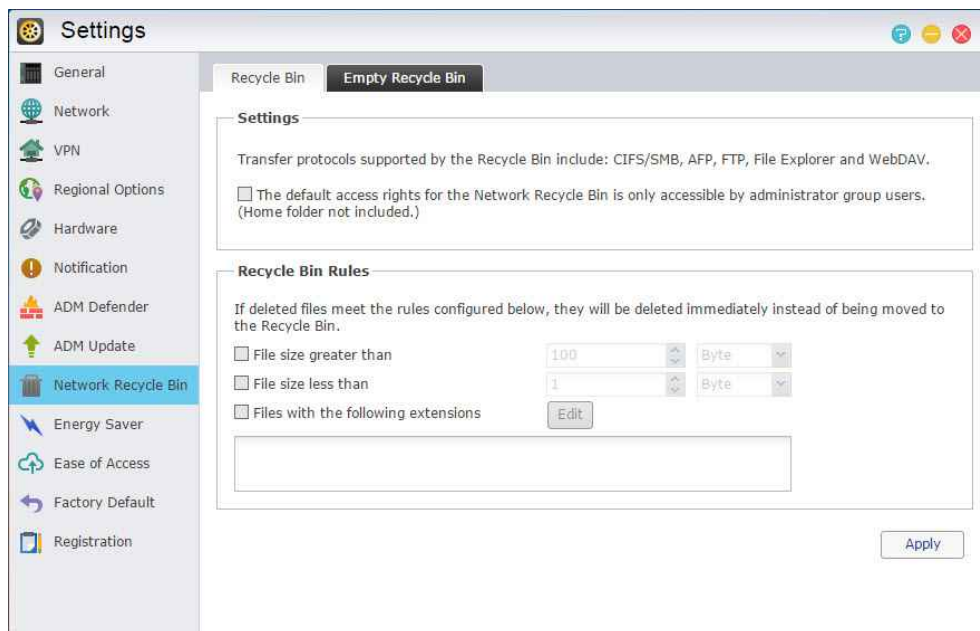 Settings
General
Network
VPN
Regional Options
Hardware
Notification
ADM Defender
ADM Update
Network Recycle Bin
Energy Saver
Ease of Access
Factory Default
Registration
Recycle Bin
Empty Recycle Bin
Settings
Transfer protocols supported by the Recycle Bin include: CIFS/SMB, AFP, FTP, File Explorer and WebDAV.
The default access rights for the Network Recycle Bin is only accessible by administrator group users.
(Home folder not included.)
Recycle Bin Rules
If deleted files meet the rules configured below, they will be deleted immediately instead of being moved to
the Recycle Bin.
File size greater than 100 Byte
File size less than 1 Byte
Files with the following extensions Edit
Apply